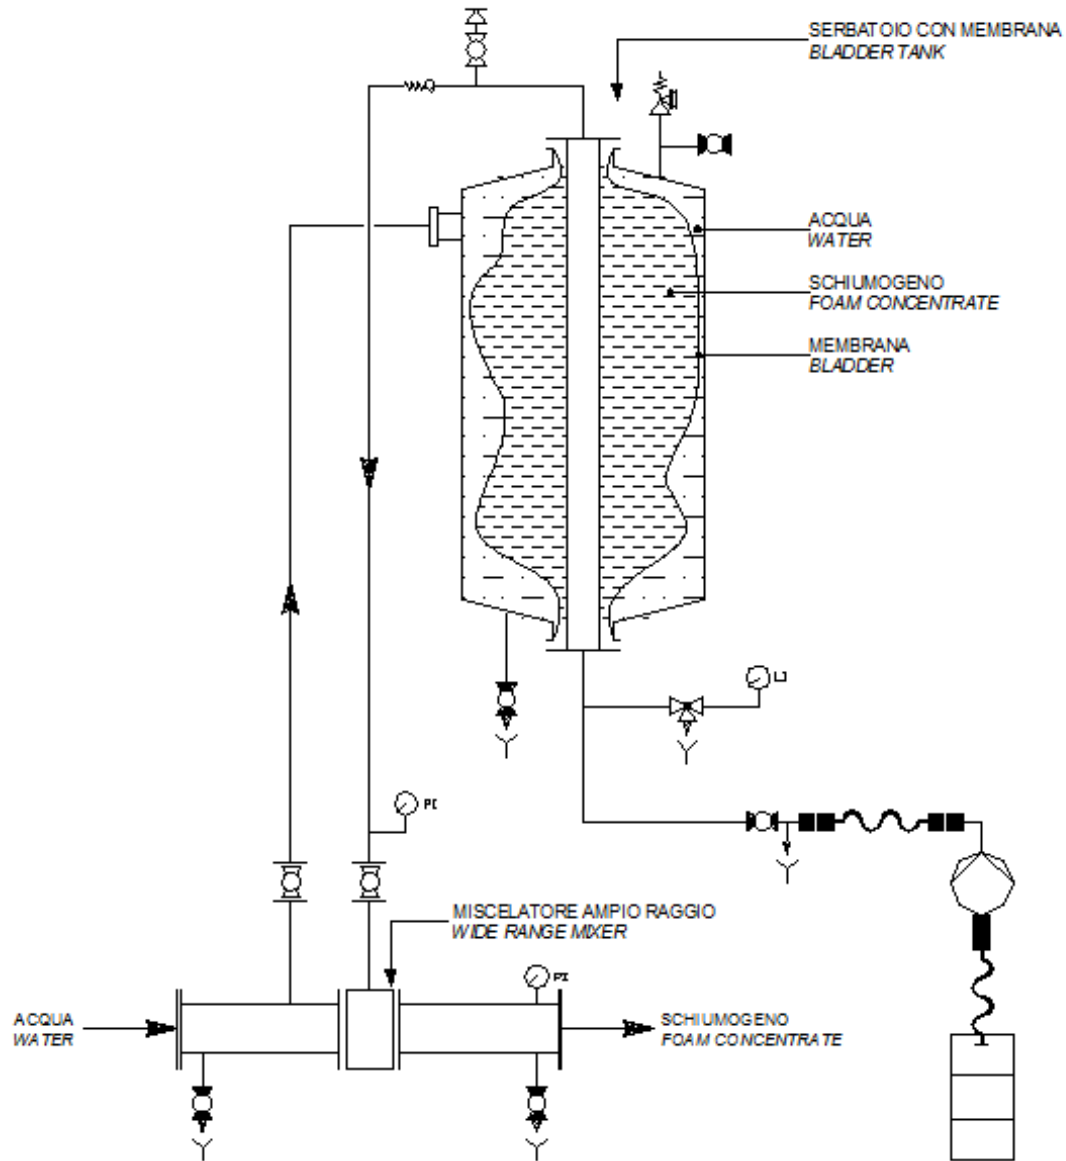 SERBATOIO CON MEMBRANA
BLADDER TANK
ACQUA
WATER
SCHIUMOGENO
FOAM CONCENTRATE
MEMBRANA
BLADDER
PI
MISCELATORE AMPIO RAGGIO
WIDE RANGE MIXER
PI
ACQUA
WATER
SCHIUMOGENO
FOAM CONCENTRATE